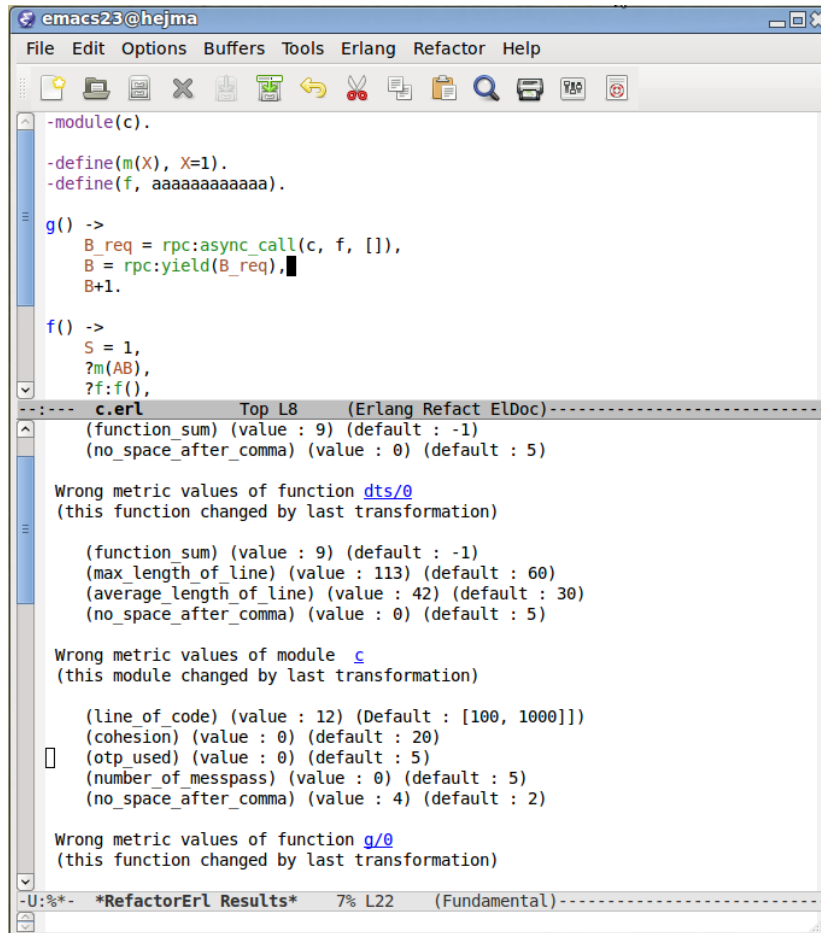 emacs23@hejma
File Edit Options Buffers Tools Erlang Refactor Help
-module(c).
-define(m(X), X=1).
-define(f, aaaaaaaaaaaa).
g() ->
B_req = rpc:async_call(c, f, []),
B = rpc:yield(B_req),
B+1.
f() ->
S = 1,
?m(AB),
?f:f(),
--:--- c.erl Top L8 (Erlang Refact ElDoc)----------------------------
(function_sum) (value : 9) (default : -1)
(no_space_after_comma) (value : 0) (default : 5)
Wrong metric values of function dts/0
(this function changed by last transformation)
(function_sum) (value : 9) (default : -1)
(max_length_of_line) (value : 113) (default : 60)
(average_length_of_line) (value : 42) (default : 30)
(no_space_after_comma) (value : 0) (default : 5)
Wrong metric values of module c
(this module changed by last transformation)
(line_of_code) (value : 12) (Default : [100, 1000]])
(cohesion) (value : 0) (default : 20)
(otp_used) (value : 0) (default : 5)
(number_of_messpass) (value : 0) (default : 5)
(no_space_after_comma) (value : 4) (default : 2)
Wrong metric values of function g/0
(this function changed by last transformation)
-U:%*- *RefactorErl Results* 7% L22 (Fundamental)---------------------------